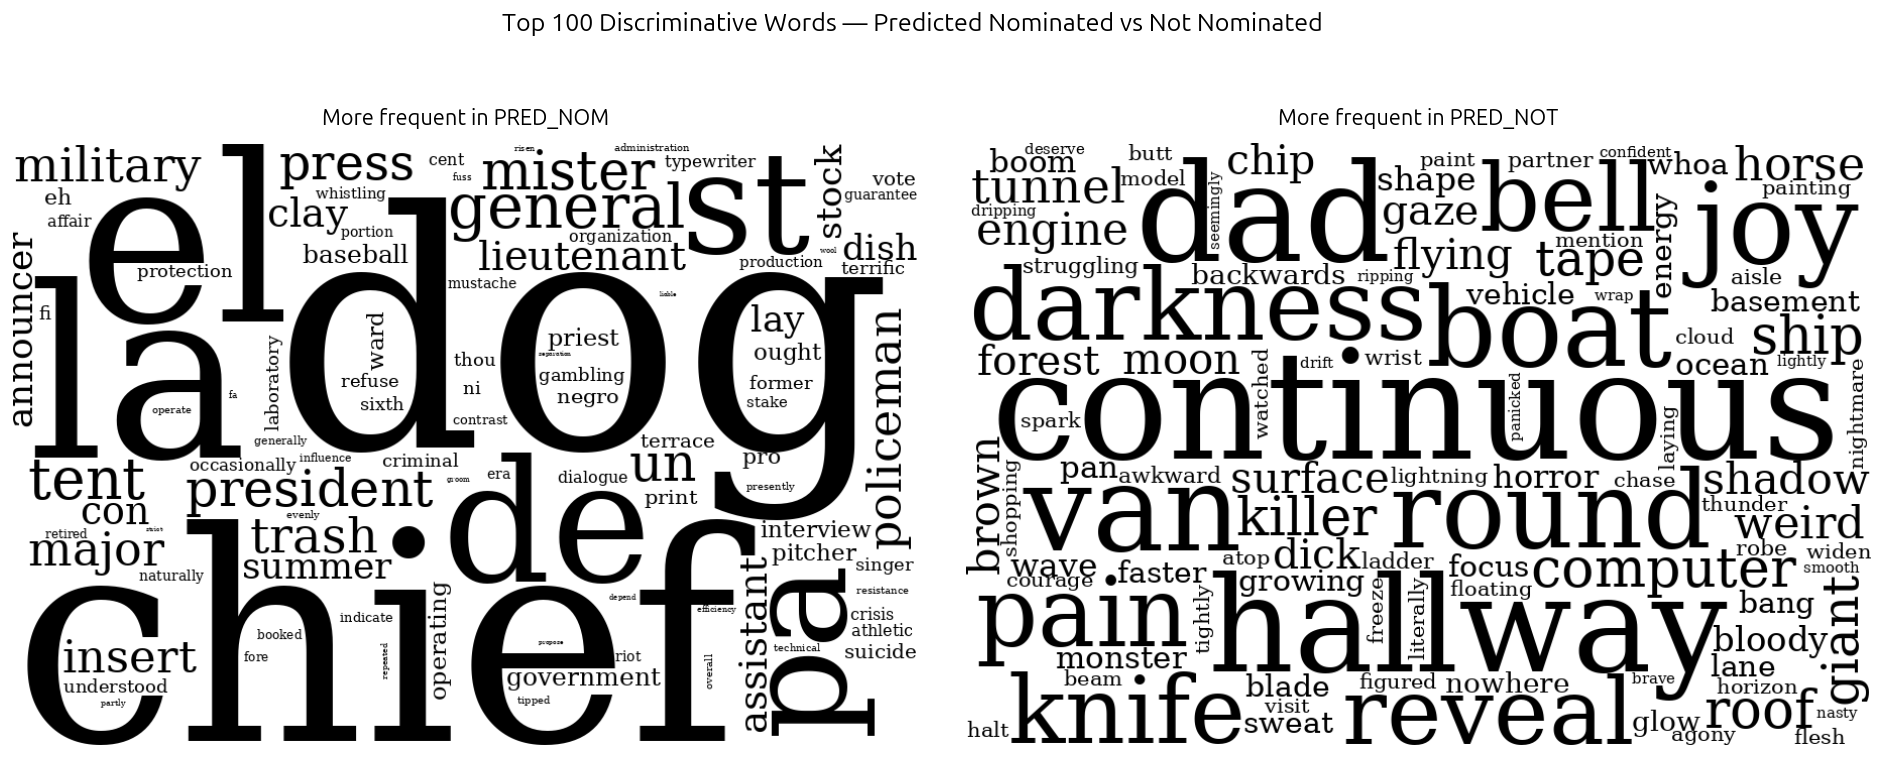 Top 100 Discriminative Words — Predicted Nominated vs Not Nominated
More frequent in PRED_NOM
military
press
cent
risen
administration
mister
typewriter
st
stock
vote
guarantee
eh
affair
el
whistling
fuss
clay
portion
general
organization
baseball
lieutenant
dish
terrific
production
wool
announcer
protection
mustache
liable
fi
la
dog
ward
laboratory
priest
separation
lay
ought
policeman
thou
gambling
refuse
ni
negro
former
stake
sixth
operate
fa
contrast
generally
terrace
tent
occasionally
influence
criminal
era
groom
dialogue
un
pro
print
presently
president
de
con
retired
evenly
major
trash
interview
pitcher
naturally
summer
singer
chief
assistant
pa
resistance
depend
efficiency
operating
indicate
crisis
athletic
booked
insert
fore
repeated
propose
technical
suicide
riot
government
overall
understood
partly
tipped
More frequent in PRED_NOT
deserve
boom
butt
chip
paint
partner
confident
whoa
horse
tunnel
model
seemingly
dad
shape
bell
painting
dripping
engine
gaze
energy
joy
flying
mention
tape
struggling
backwards
ripping
aisle
darkness
vehicle
wrap
basement
boat
cloud
ship
forest
moon
watched
drift
wrist
ocean
lightly
continuous
spark
panicked
laying
nightmare
brown
shopping
pan
awkward
surface
lightning
horror
chase
shadow
van
killer
round
thunder
weird
wave
atop
dick
ladder
robe
widen
courage
faster
growing
focus
computer
smooth
floating
pain
tightly
hallway
freeze
literally
bang
giant
bloody
monster
lane
beam
blade
figured
nowhere
brave
horizon
knife
visit
sweat
reveal
glow
roof
nasty
halt
agony
flesh